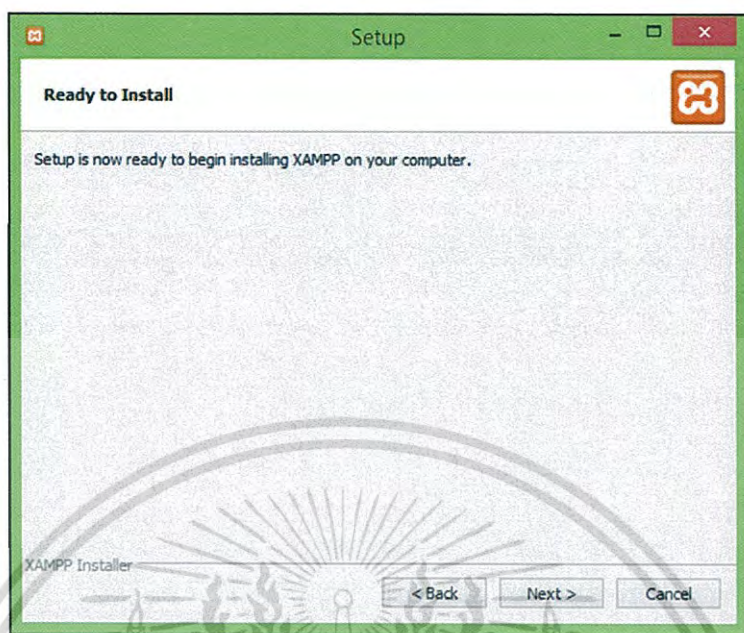 Setup
Ready to Install
Setup is now ready to begin installing XAMPP on your computer.
XAMPP Installer
< Back
Next >
Cancel